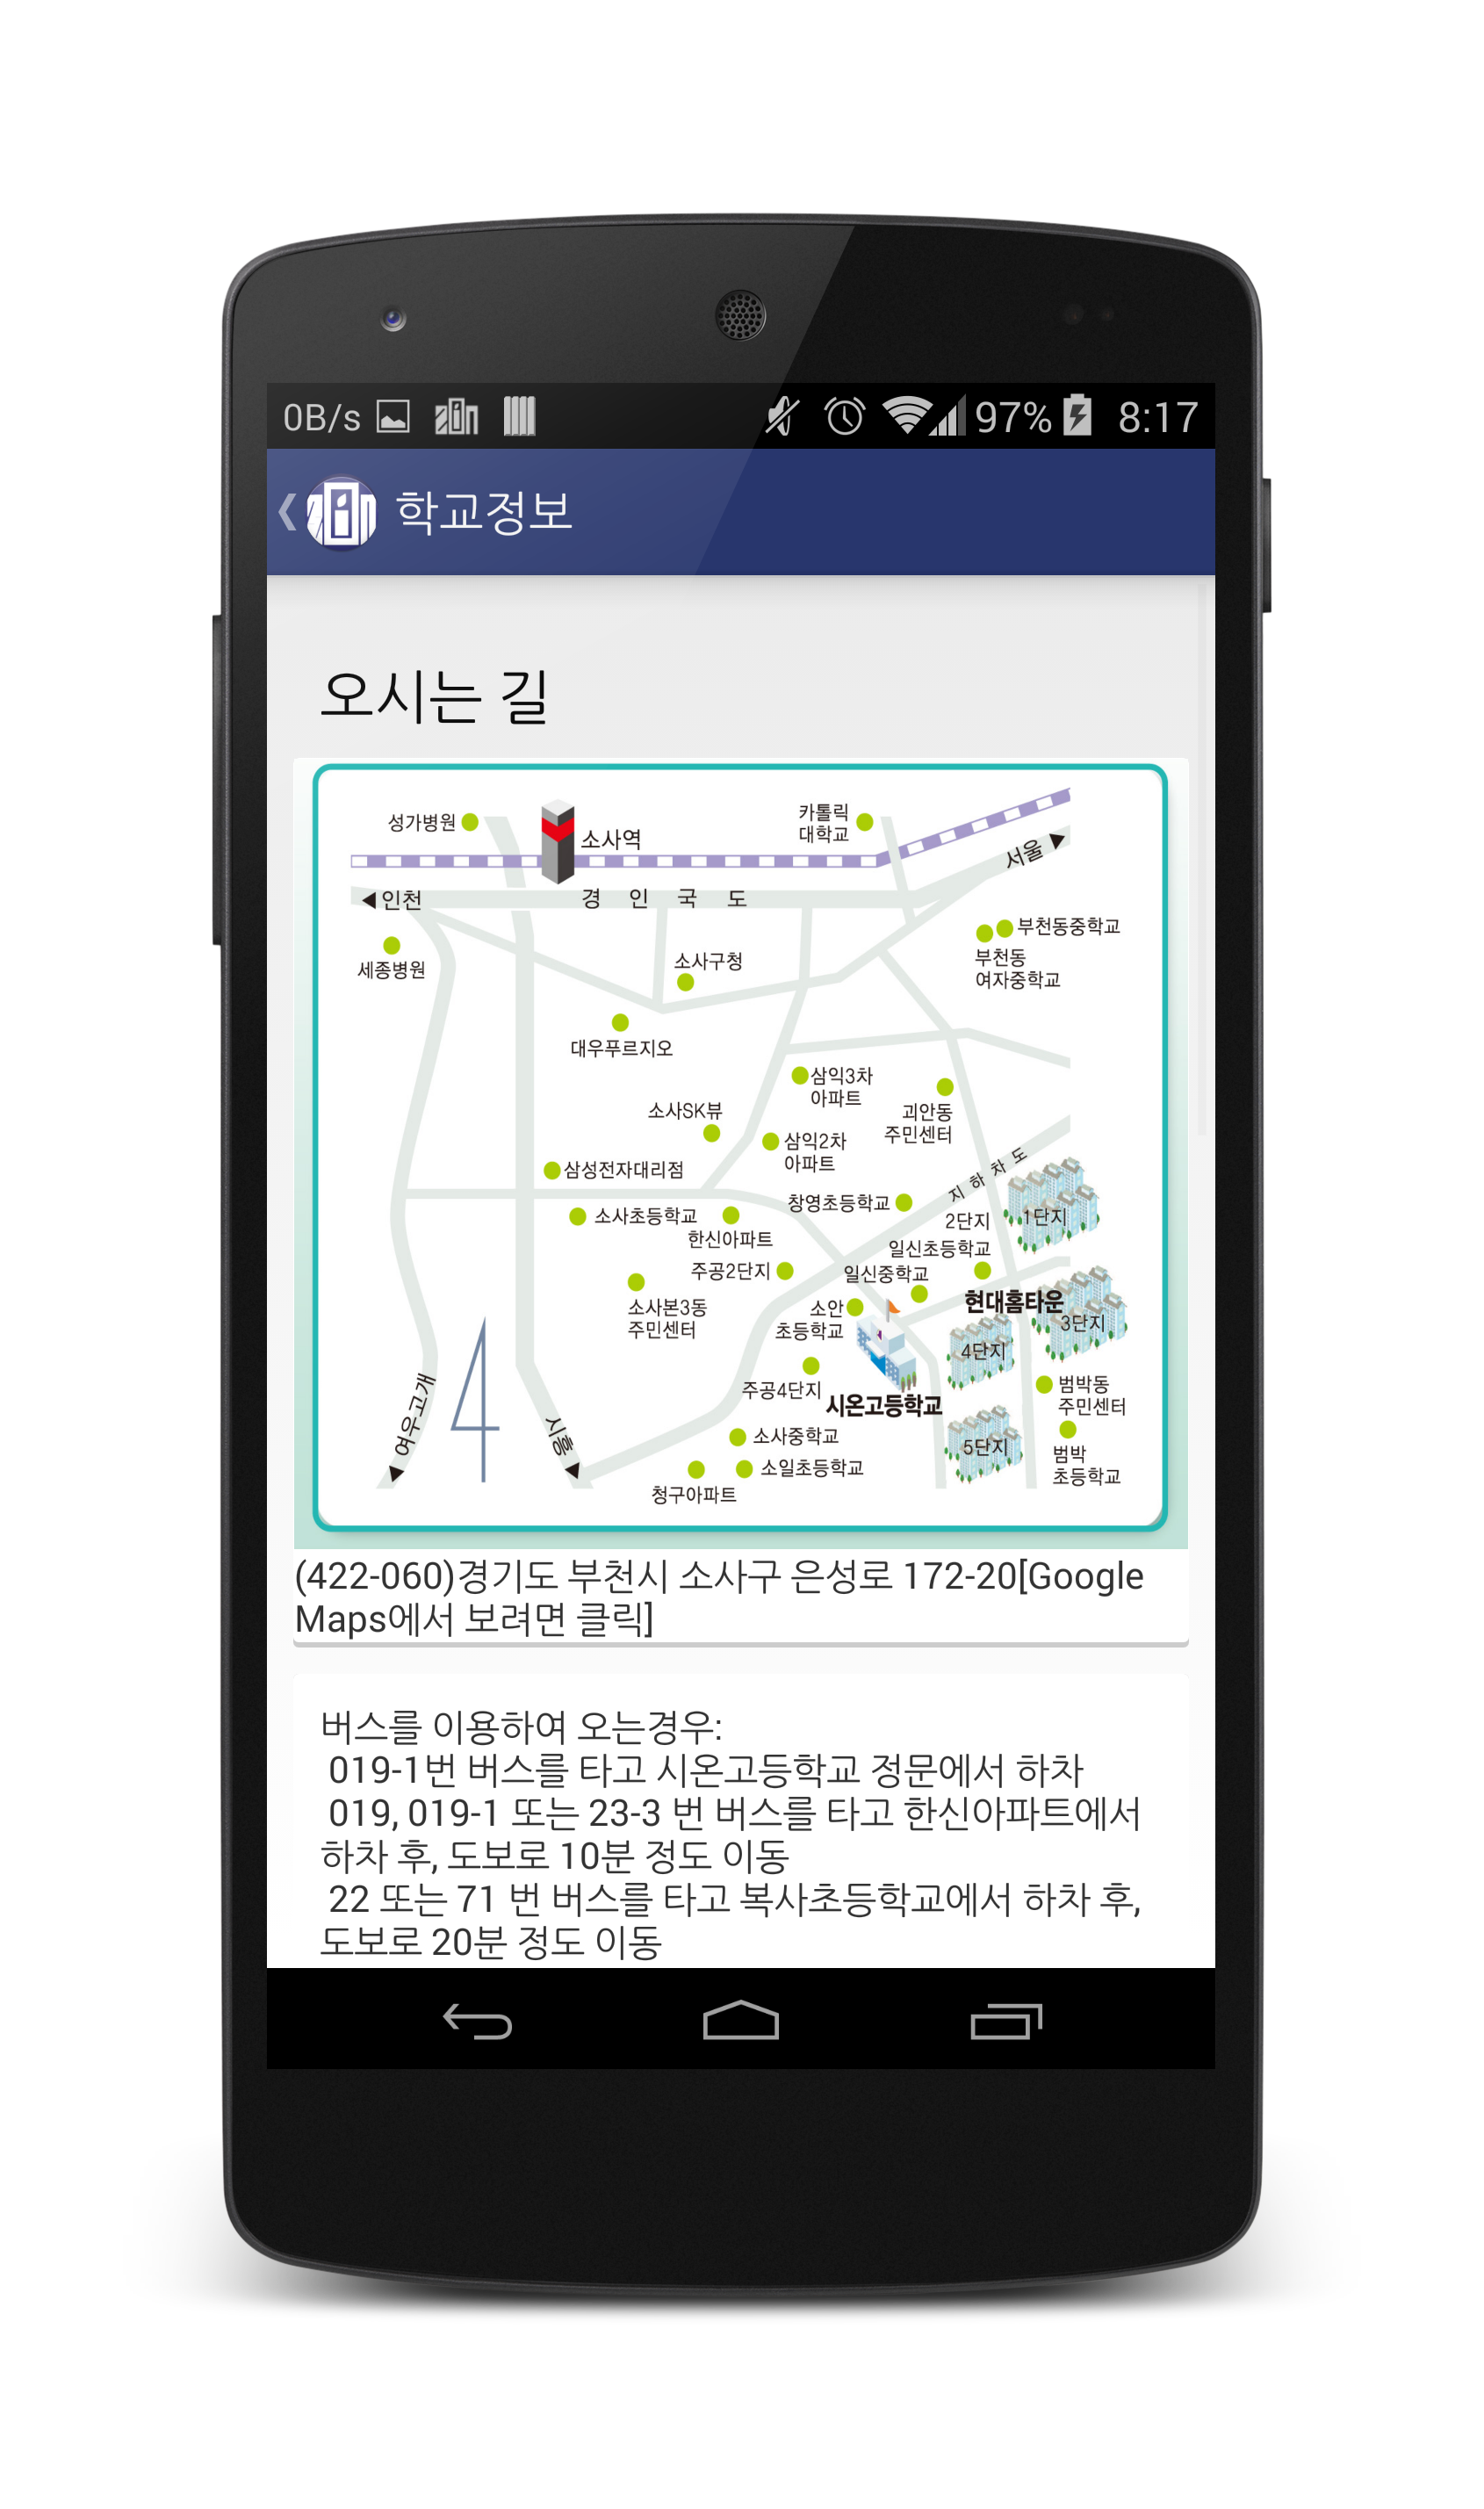 0B/s 97% 8:17
학교정보
오시는 길
성가병원
소사역
카톨릭
대학교
서울
인천
경 인 국 도
세종병원
소사구청
부천동중학교
부천동
여자중학교
대우푸르지오
삼익3차
아파트
괴안동
주민센터
소사SK뷰
삼익2차
아파트
삼성전자대리점
지하차도
창영초등학교
2단지
1단지
소사초등학교
한신아파트
일신초등학교
주공2단지
일신중학교
현대홈타운
3단지
소사본3동
주민센터
소안
초등학교
4단지
주공4단지
시온고등학교
범박동
주민센터
여우고개
시흥
소사중학교
5단지
범박
초등학교
소일초등학교
청구아파트
(422-060)경기도 부천시 소사구 은성로 172-20[Google
Maps에서 보려면 클릭]
버스를 이용하여 오는경우:
019-1번 버스를 타고 시온고등학교 정문에서 하차
019, 019-1 또는 23-3 번 버스를 타고 한신아파트에서
하차 후, 도보로 10분 정도 이동
22 또는 71 번 버스를 타고 복사초등학교에서 하차 후,
도보로 20분 정도 이동